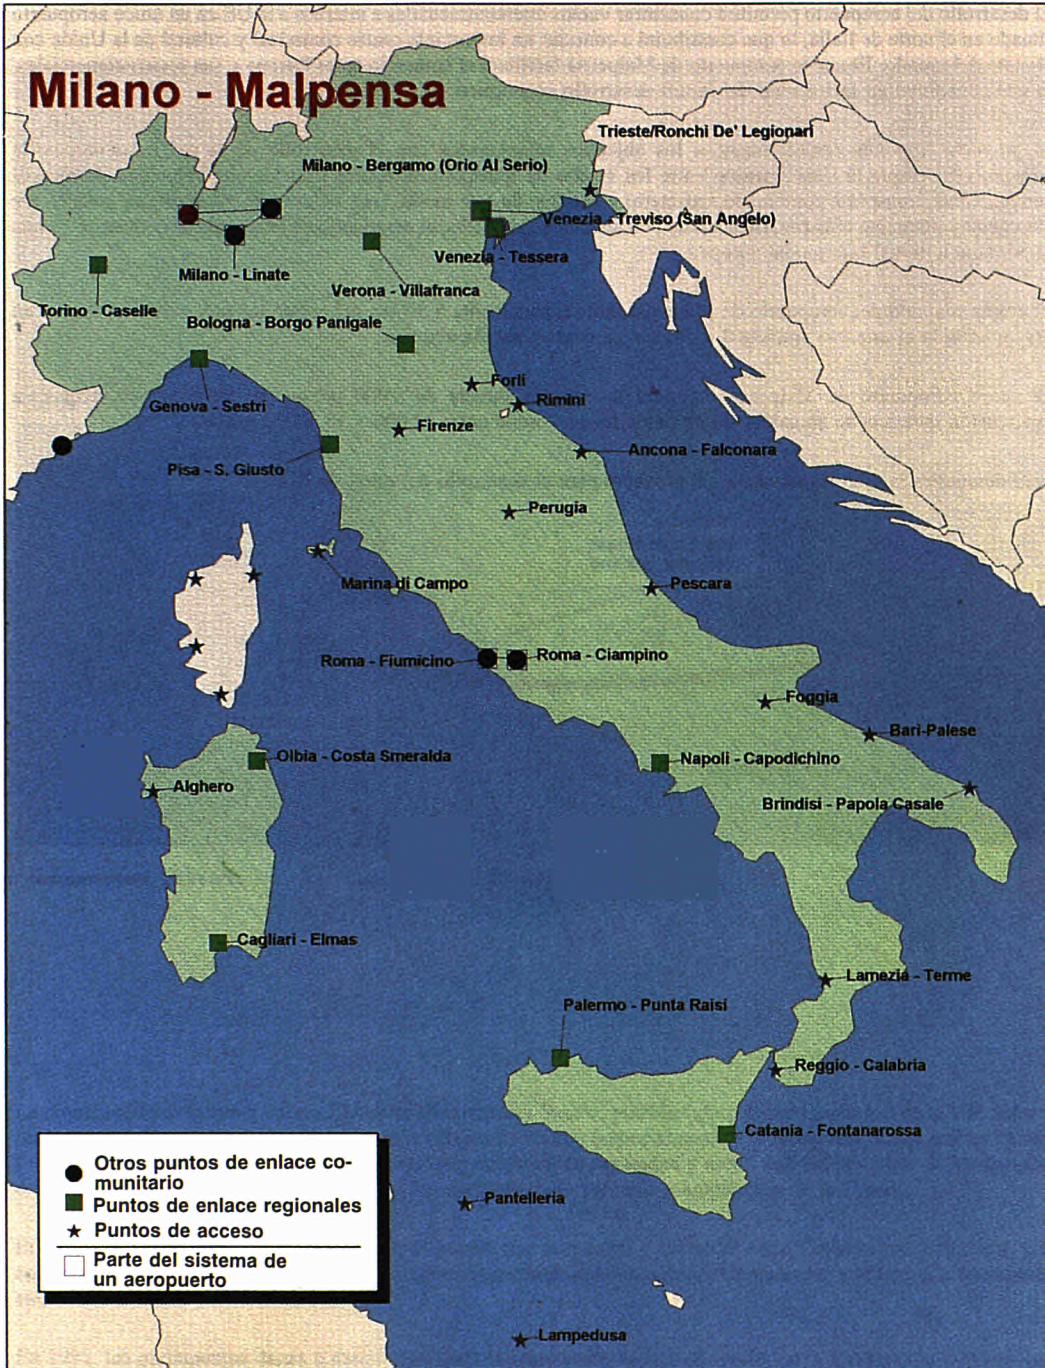 Milano - Malpensa
Trieste/Ronchi De' Legionari
Milano - Bergamo (Orio Al Serio)
Venezia - Treviso (San Angelo)
Venezia - Tessera
Milano - Linate
Verona - Villafranca
Torino - Caselle
Bologna - Borgo Panigale
Forli
Rimini
Genova - Sestri
Firenze
Ancona - Falconara
Pisa - S. Giusto
Perugia
Marina di Campo
Pescara
Roma - Fiumicino
Roma - Ciampino
Foggia
Bari-Palese
Olbia - Costa Smeralda
Napoli - Capodichino
Alghero
Brindisi - Papola Casale
Cagliari - Elmas
Lamezia - Terme
Palermo - Punta Raisi
Reggio - Calabria
Catania - Fontanarossa
Pantelleria
Lampedusa
Otros puntos de enlace co-
munitario
Puntos de enlace regionales
Puntos de acceso
Parte del sistema de
un aeropuerto